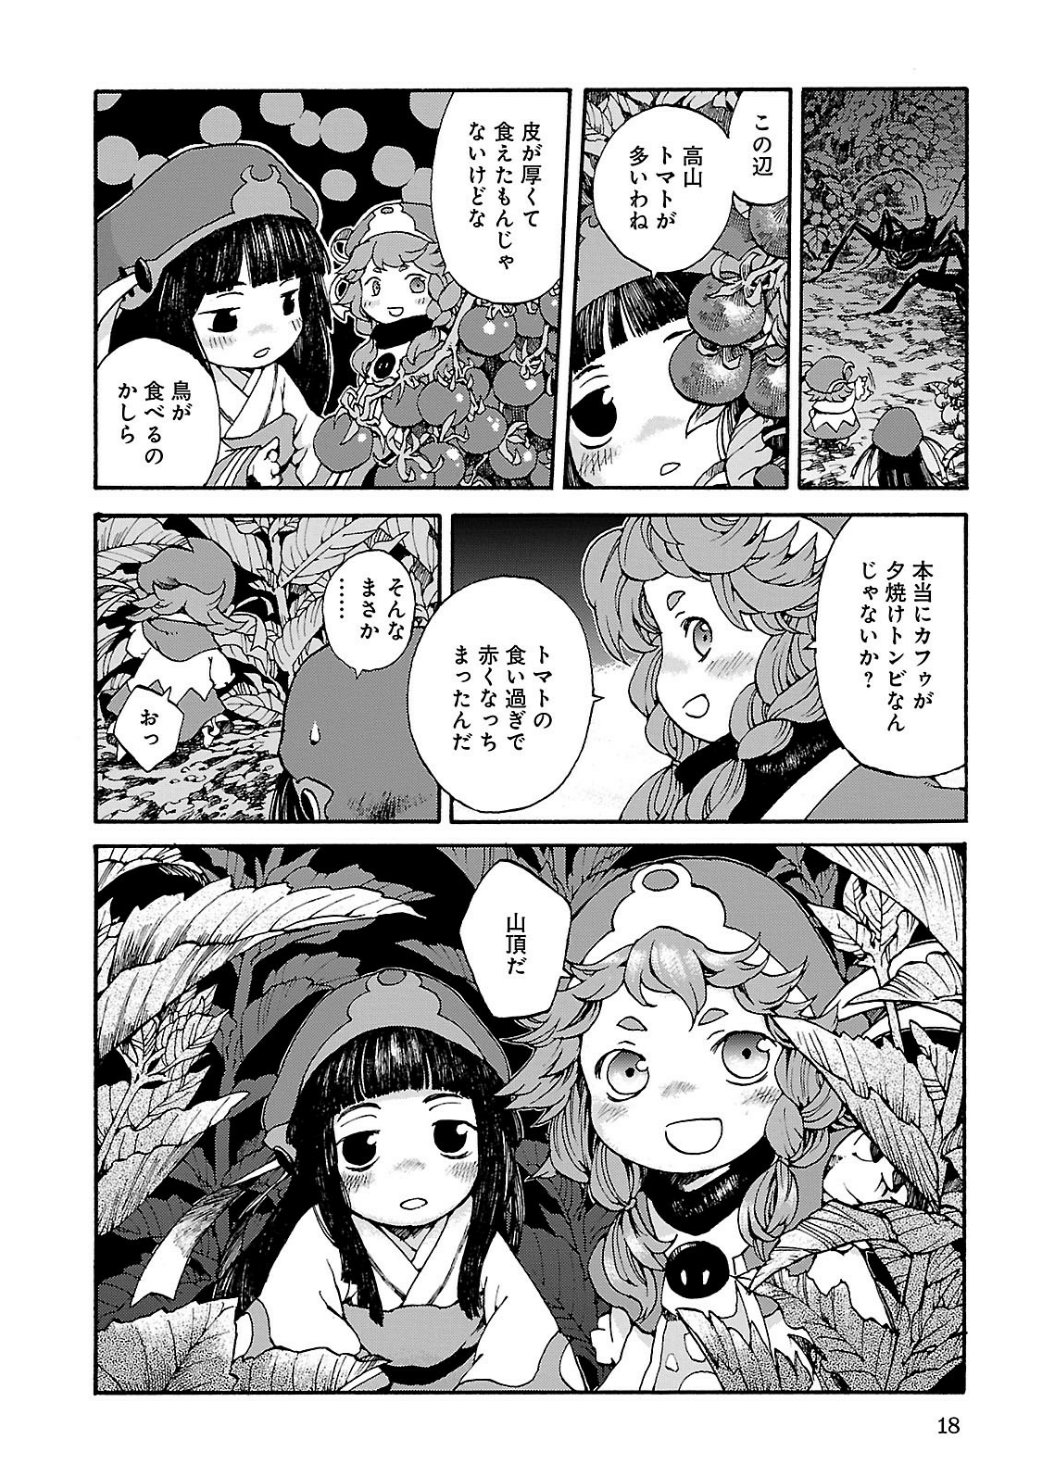 この辺
高山
トマトが
多いわね
皮が厚くて
食えたもんじゃ
ないけどな
鳥が
食べるの
かしら
本当にカフゥが
夕焼けトンビなん
じゃないか？
トマトの
食い過ぎで
赤くなっち
まったんだ
そんな
まさか
……
おっ
山頂だ
18